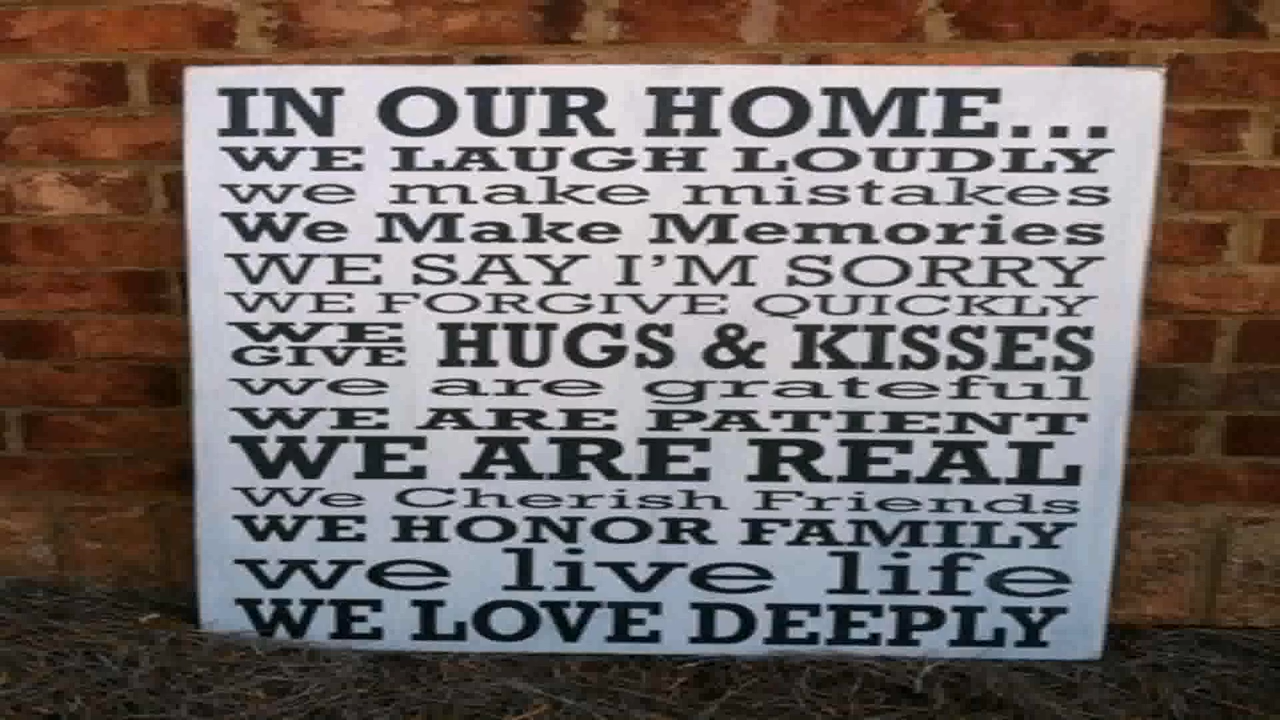 IN OUR HOME...
WE LAUGH LOUDLY
we make mistakes
We Make Memories
WE SAY I'M SORRY
WE FORGIVE QUICKLY
WE GIVE HUGS & KISSES
we are grateful
WE ARE PATIENT
WE ARE REAL
We Cherish Friends
WE HONOR FAMILY
we live life
WE LOVE DEEPLY